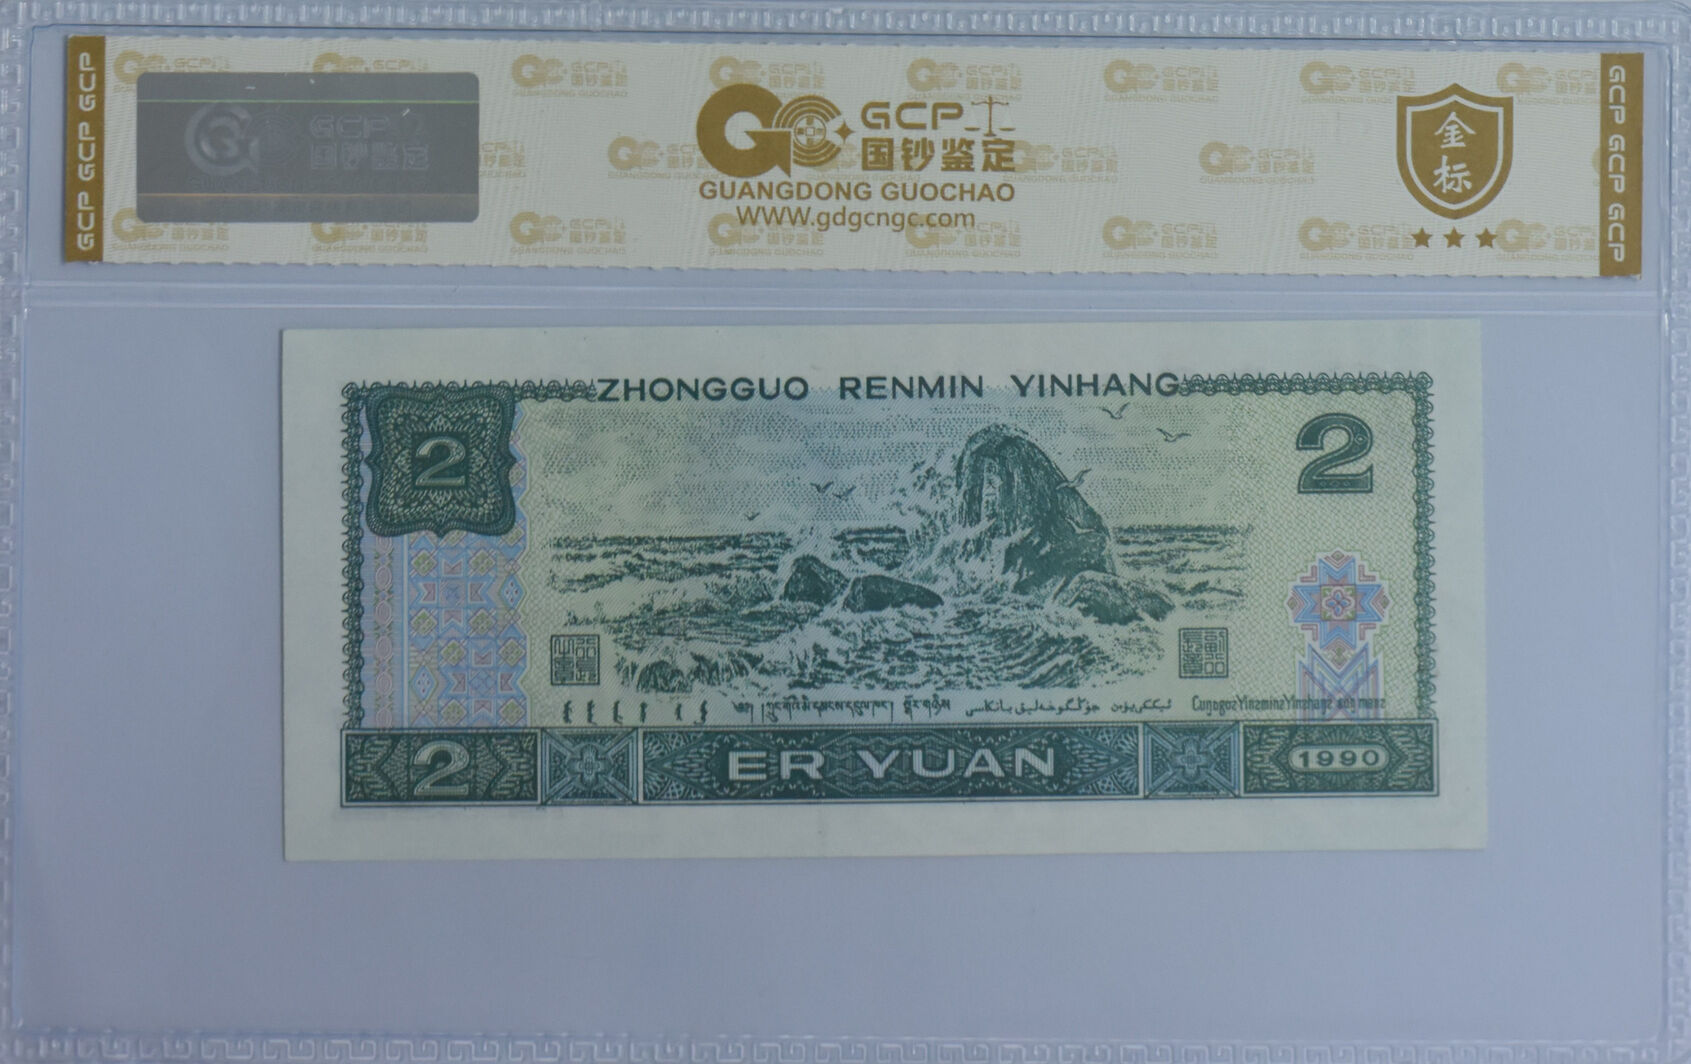 GCP GCP GCP
GCP
国钞鉴定
GUANGDONG GUOCHAO
WWW.gdgcngc.com
金标
GCP GCP GCP
ZHONGGUO RENMIN YINHANG
2
2
2
ER YUAN
1990